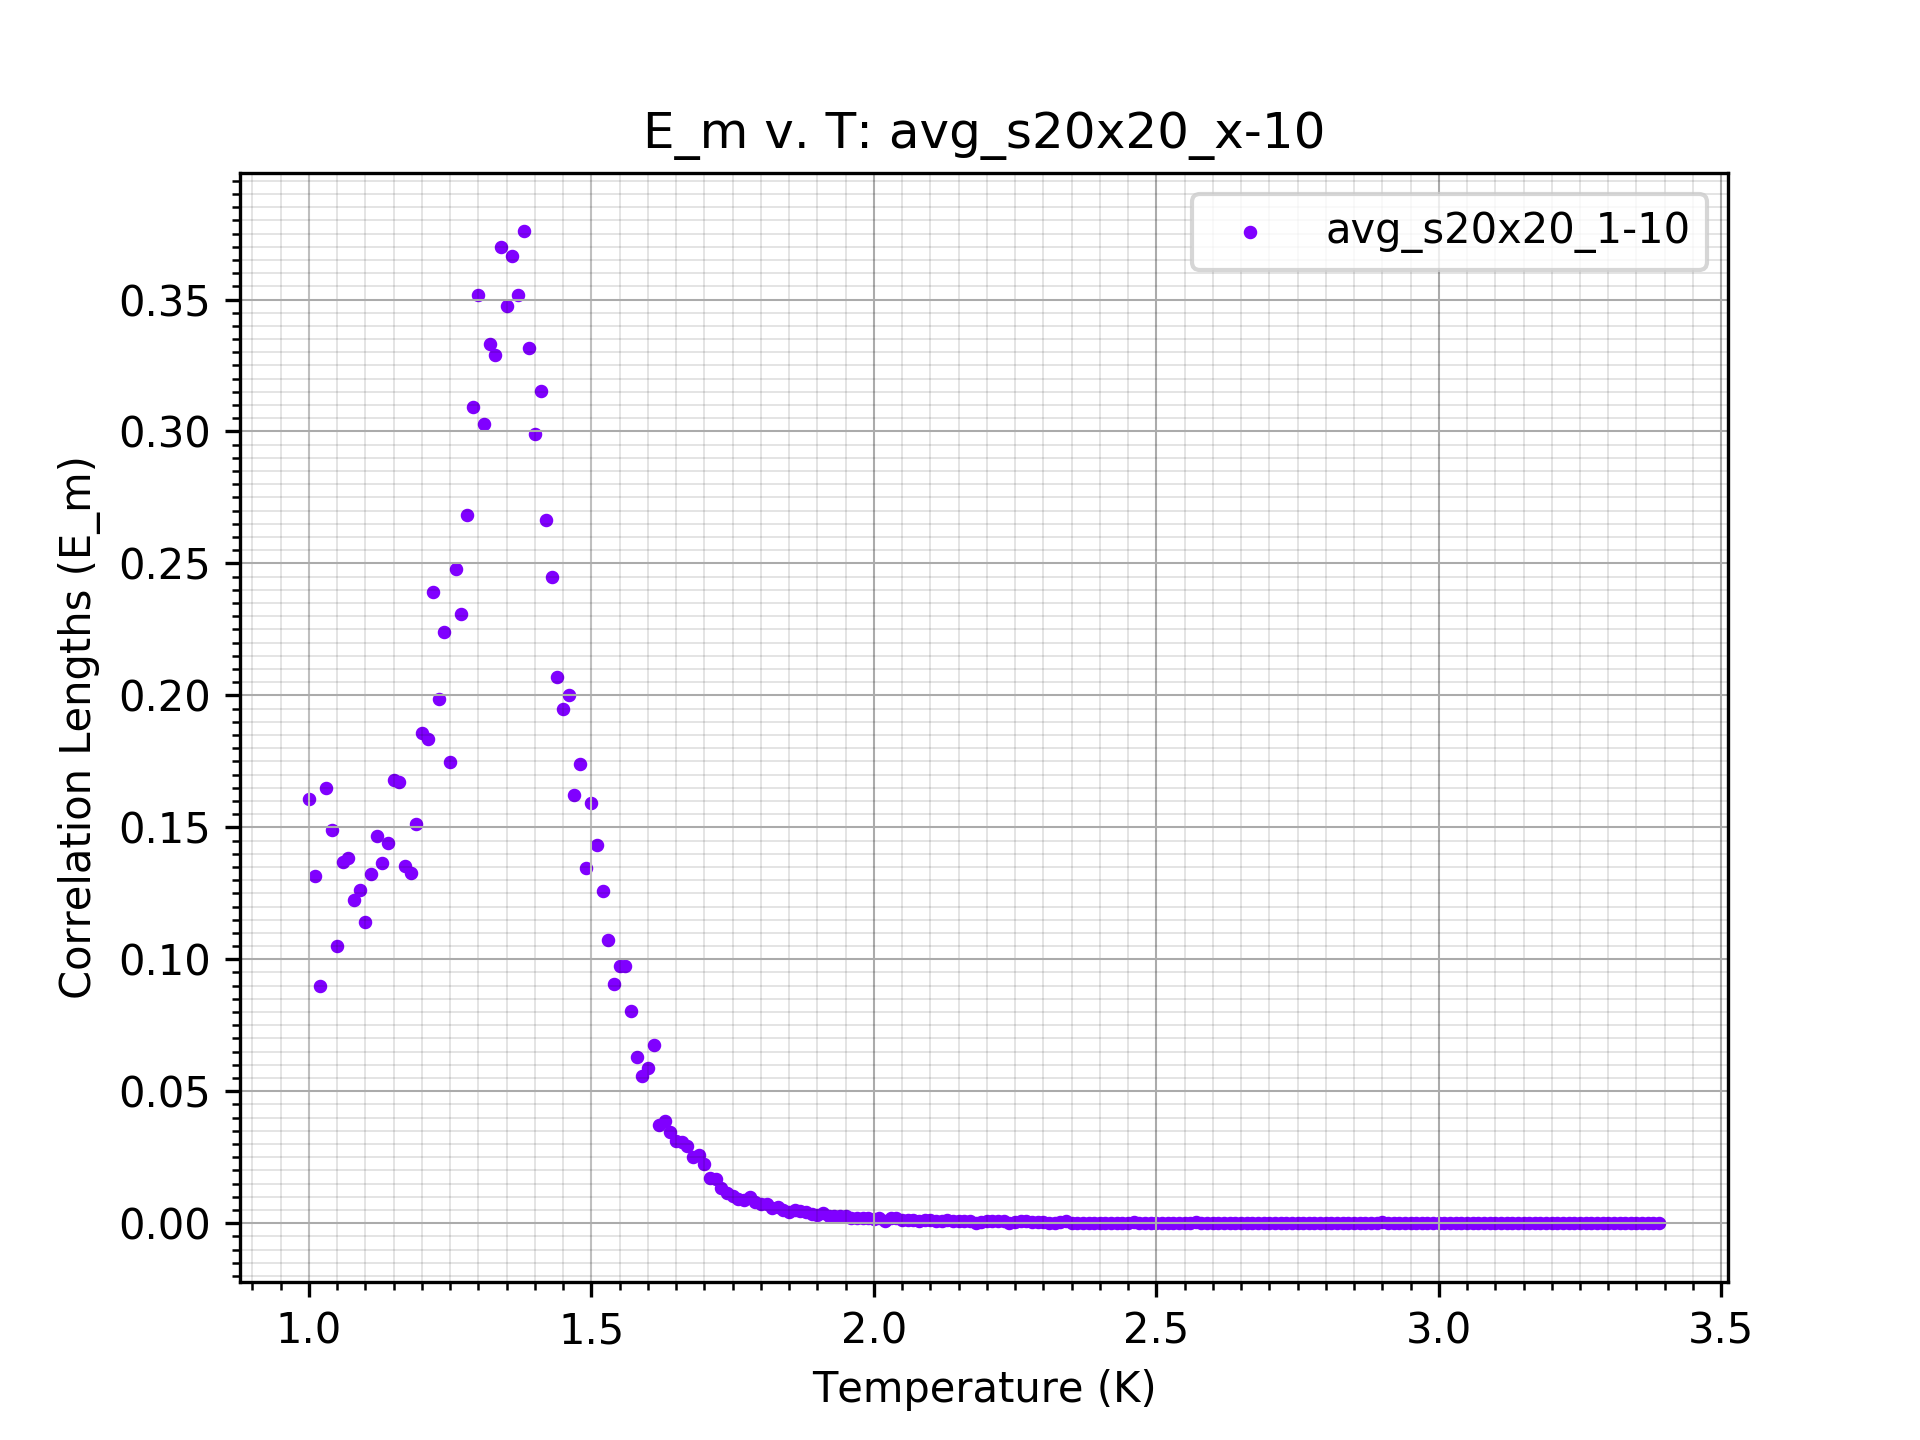 E_m v. T: avg_s20x20_x-10
avg_s20x20_1-10
Correlation Lengths (E_m)
0.35
0.30
0.25
0.20
0.15
0.10
0.05
0.00
1.0 1.5 2.0 2.5 3.0 3.5
Temperature (K)